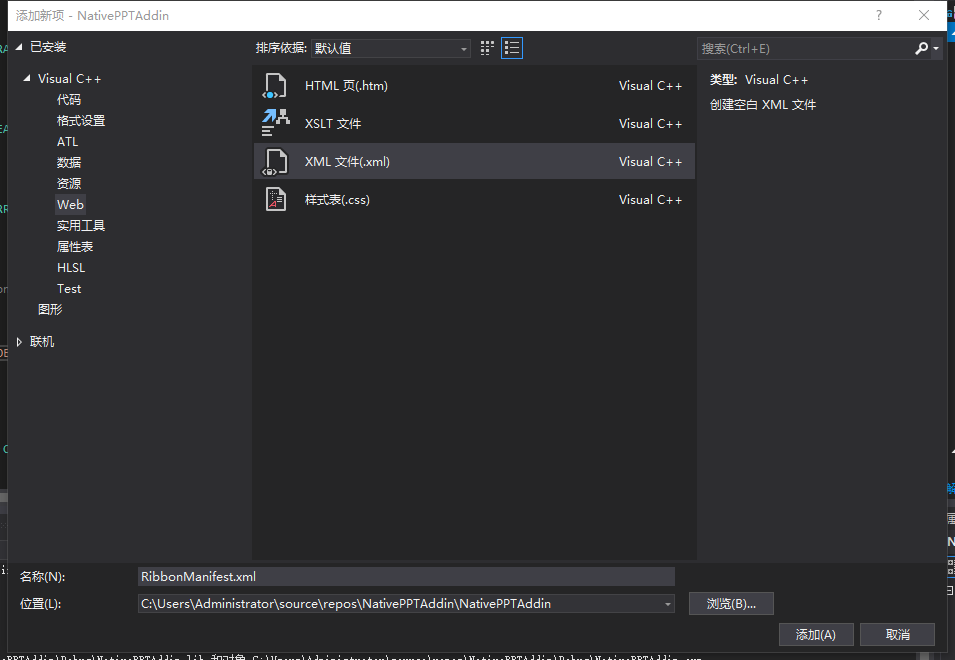 添加新项 - NativePPTAddin
已安装
排序依据: 默认值
搜索(Ctrl+E)
Visual C++
代码
格式设置
ATL
数据
资源
Web
实用工具
属性表
HLSL
Test
图形
联机
HTML 页(.htm) Visual C++
XSLT 文件 Visual C++
XML 文件(.xml) Visual C++
样式表(.css) Visual C++
类型: Visual C++
创建空白 XML 文件
名称(N): RibbonManifest.xml
位置(L): C:\Users\Administrator\source\repos\NativePPTAddin\NativePPTAddin
浏览(B)...
添加(A) 取消